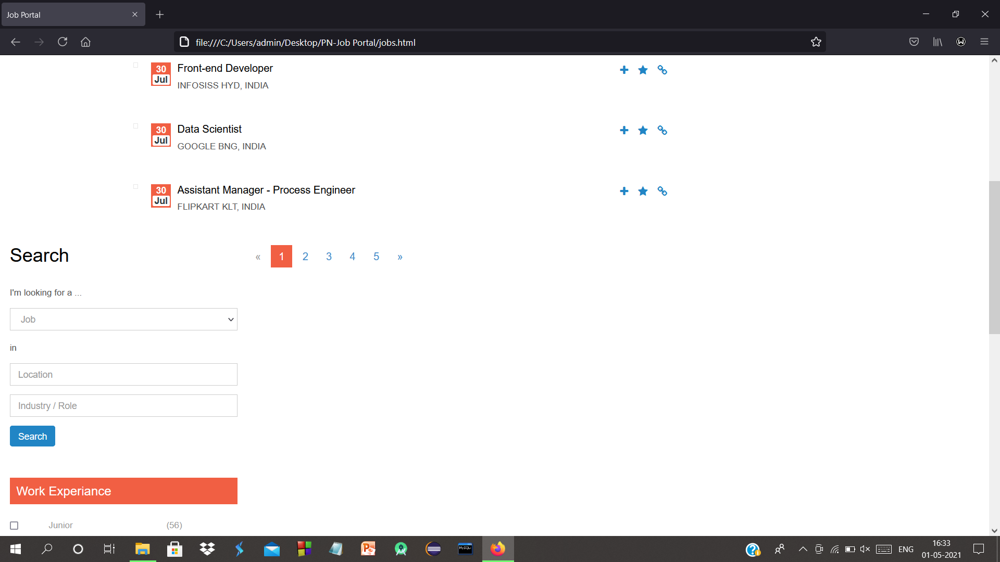 Job Portal
file:///C:/Users/admin/Desktop/PN-Job Portal/jobs.html
30
Jul
Front-end Developer
INFOSISS HYD, INDIA
30
Jul
Data Scientist
GOOGLE BNG, INDIA
30
Jul
Assistant Manager - Process Engineer
FLIPKART KLT, INDIA
Search
« 1 2 3 4 5 »
I'm looking for a ...
Job
in
Location
Industry / Role
Search
Work Experiance
Junior (56)
MySQL
ENG
16:33
01-05-2021